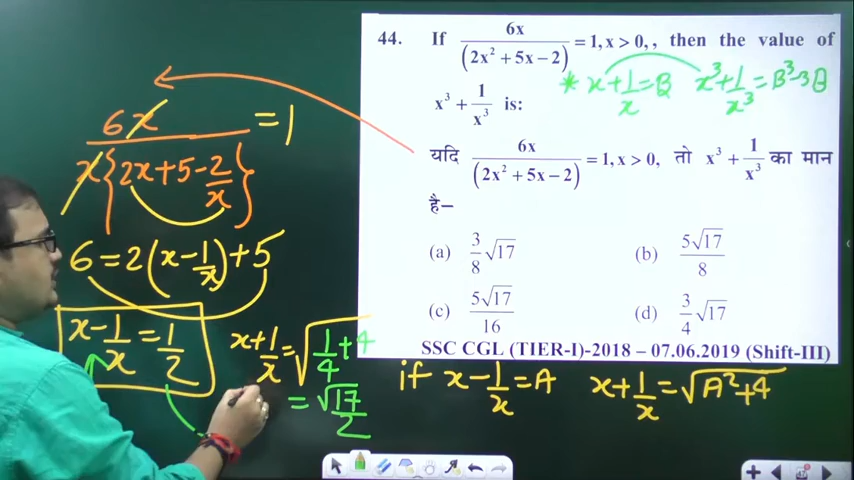 44. If 6x/(2x² + 5x − 2) = 1, x > 0, , then the value of
x³ + 1/x³ is:
* x + 1/x = B x³ + 1/x³ = B³ − 3B
यदि 6x/(2x² + 5x − 2) = 1, x > 0, तो x³ + 1/x³ का मान
है–
(a) 3/8 √17 (b) 5√17/8
(c) 5√17/16 (d) 3/4 √17
SSC CGL (TIER-I)-2018 – 07.06.2019 (Shift-III)
6x/x{2x + 5 − 2/x} = 1
6 = 2(x − 1/x) + 5
x − 1/x = 1/2
x + 1/x = √(1/4 + 4
= √17/2
if x − 1/x = A x + 1/x = √(A² + 4)